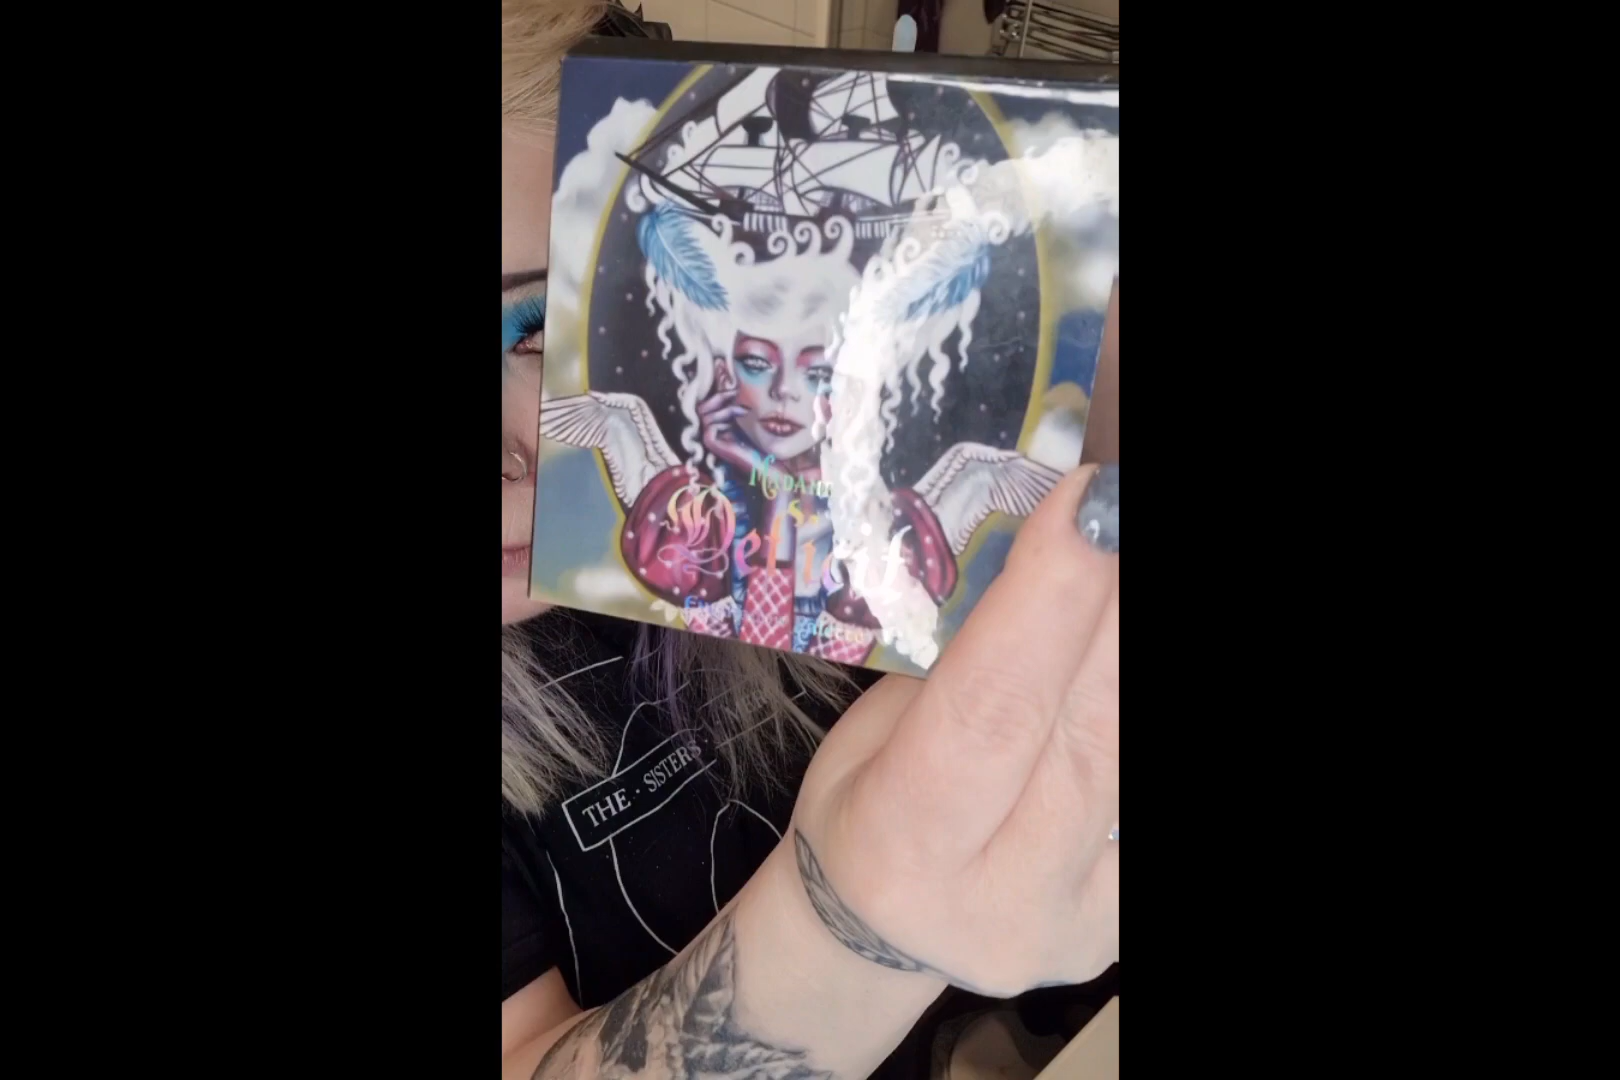 Madame
Deficit
THE · SISTERS ·